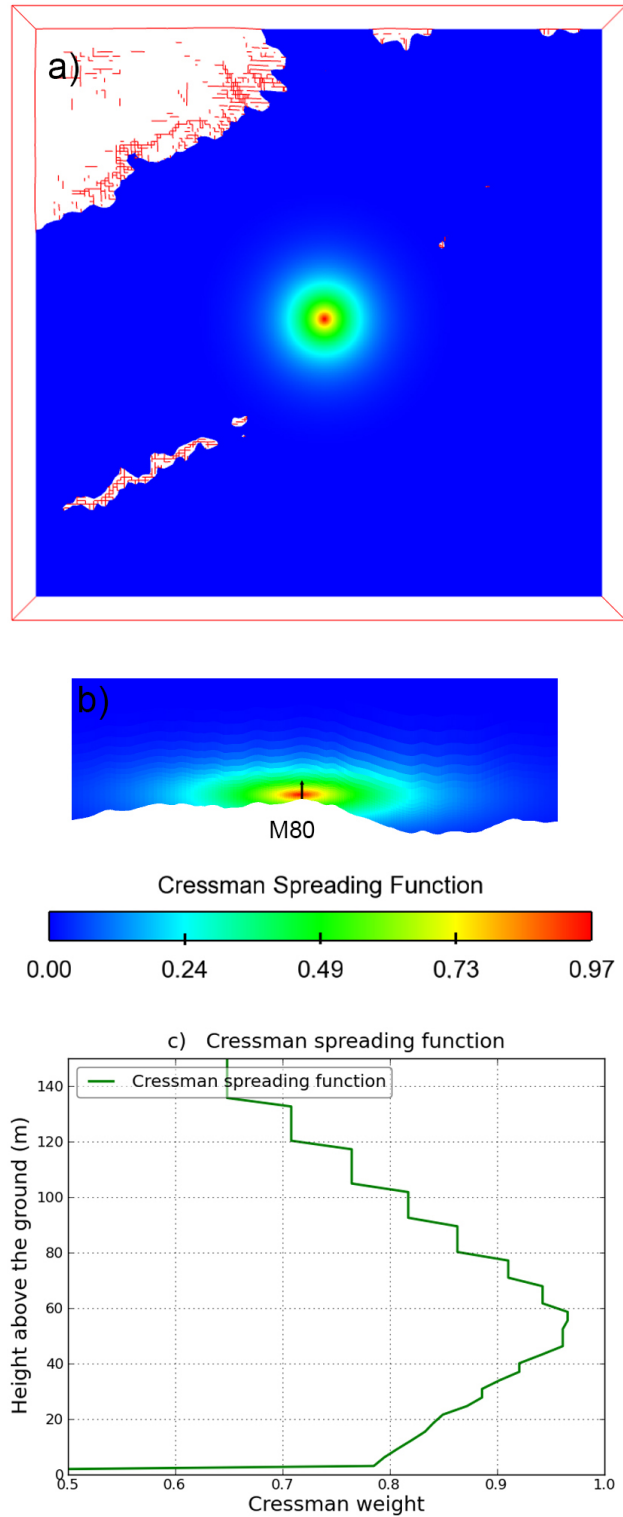 a)
b)
M80
Cressman Spreading Function
0.00 0.24 0.49 0.73 0.97
c) Cressman spreading function
Cressman spreading function
Height above the ground (m)
140
120
100
80
60
40
20
0
0.5 0.6 0.7 0.8 0.9 1.0
Cressman weight